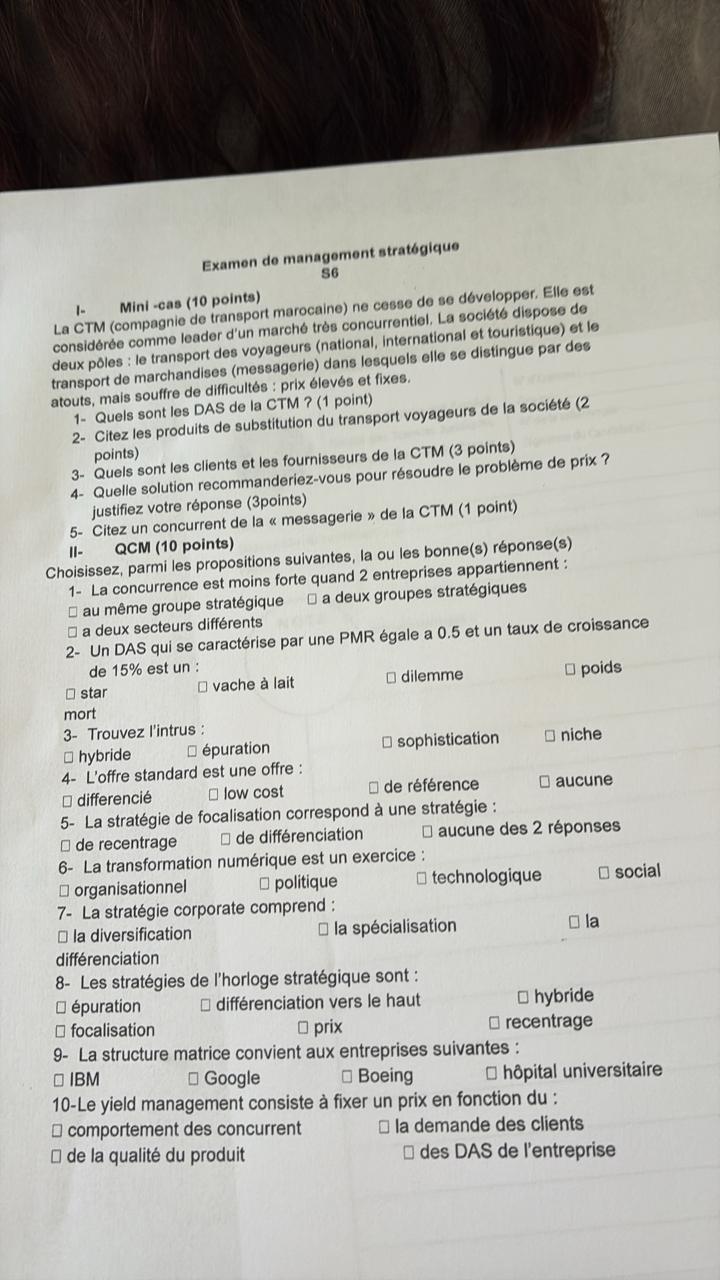 Examen de management stratégique
S6
I- Mini -cas (10 points)
La CTM (compagnie de transport marocaine) ne cesse de se développer. Elle est
considérée comme leader d'un marché très concurrentiel. La société dispose de
deux pôles : le transport des voyageurs (national, international et touristique) et le
transport de marchandises (messagerie) dans lesquels elle se distingue par des
atouts, mais souffre de difficultés : prix élevés et fixes.
1- Quels sont les DAS de la CTM ? (1 point)
2- Citez les produits de substitution du transport voyageurs de la société (2
points)
3- Quels sont les clients et les fournisseurs de la CTM (3 points)
4- Quelle solution recommanderiez-vous pour résoudre le problème de prix ?
justifiez votre réponse (3points)
5- Citez un concurrent de la « messagerie » de la CTM (1 point)
II- QCM (10 points)
Choisissez, parmi les propositions suivantes, la ou les bonne(s) réponse(s)
1- La concurrence est moins forte quand 2 entreprises appartiennent :
□ au même groupe stratégique □ a deux groupes stratégiques
□ a deux secteurs différents
2- Un DAS qui se caractérise par une PMR égale a 0.5 et un taux de croissance
de 15% est un :
□ star □ vache à lait □ dilemme □ poids
mort
3- Trouvez l'intrus :
□ hybride □ épuration □ sophistication □ niche
4- L'offre standard est une offre :
□ différencié □ low cost □ de référence □ aucune
5- La stratégie de focalisation correspond à une stratégie :
□ de recentrage □ de différenciation □ aucune des 2 réponses
6- La transformation numérique est un exercice :
□ organisationnel □ politique □ technologique □ social
7- La stratégie corporate comprend :
□ la diversification □ la spécialisation □ la
différenciation
8- Les stratégies de l'horloge stratégique sont :
□ épuration □ différenciation vers le haut □ hybride
□ focalisation □ prix □ recentrage
9- La structure matrice convient aux entreprises suivantes :
□ IBM □ Google □ Boeing □ hôpital universitaire
10-Le yield management consiste à fixer un prix en fonction du :
□ comportement des concurrent □ la demande des clients
□ de la qualité du produit □ des DAS de l'entreprise